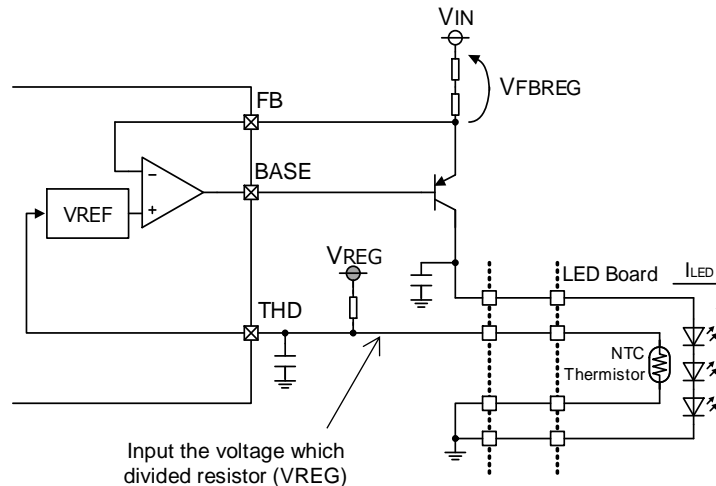 VIN
VFBREG
FB
BASE
−
+
VREF
VREG
THD
LED Board
ILED
NTC
Thermistor
Input the voltage which
divided resistor (VREG)